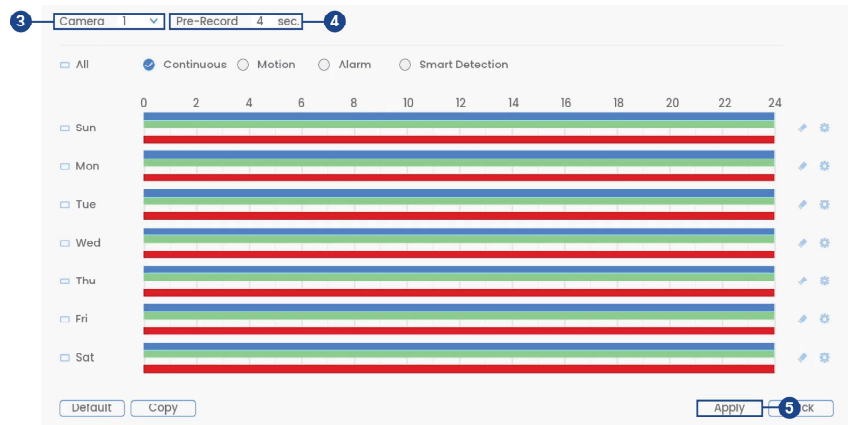 3 Camera 1 Pre-Record 4 sec. 4
All Continuous Motion Alarm Smart Detection
0 2 4 6 8 10 12 14 16 18 20 22 24
Sun
Mon
Tue
Wed
Thu
Fri
Sat
Default Copy Apply 5 ck